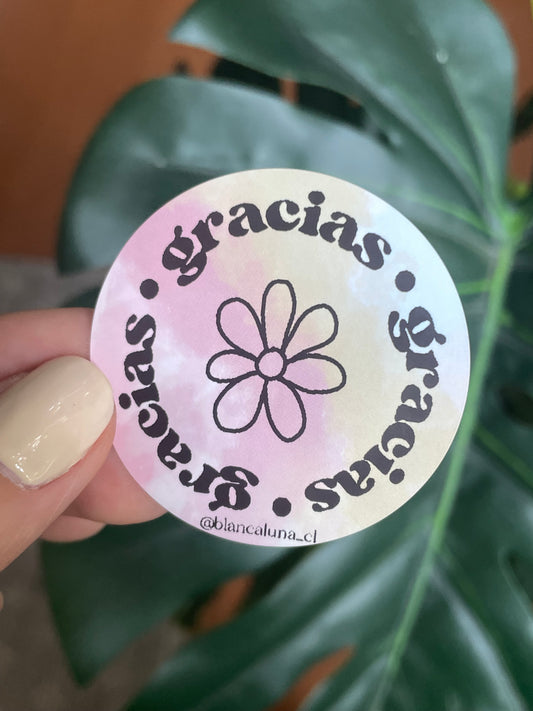 gracias • gracias • gracias •
@blancaluna_cl